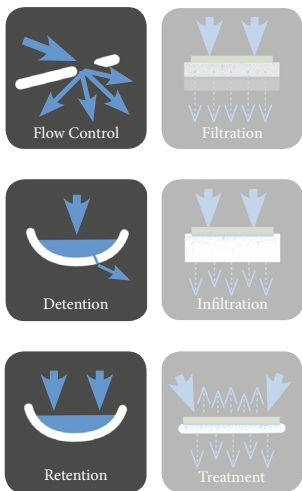 Flow Control
Filtration
Detention
Infiltration
Retention
Treatment